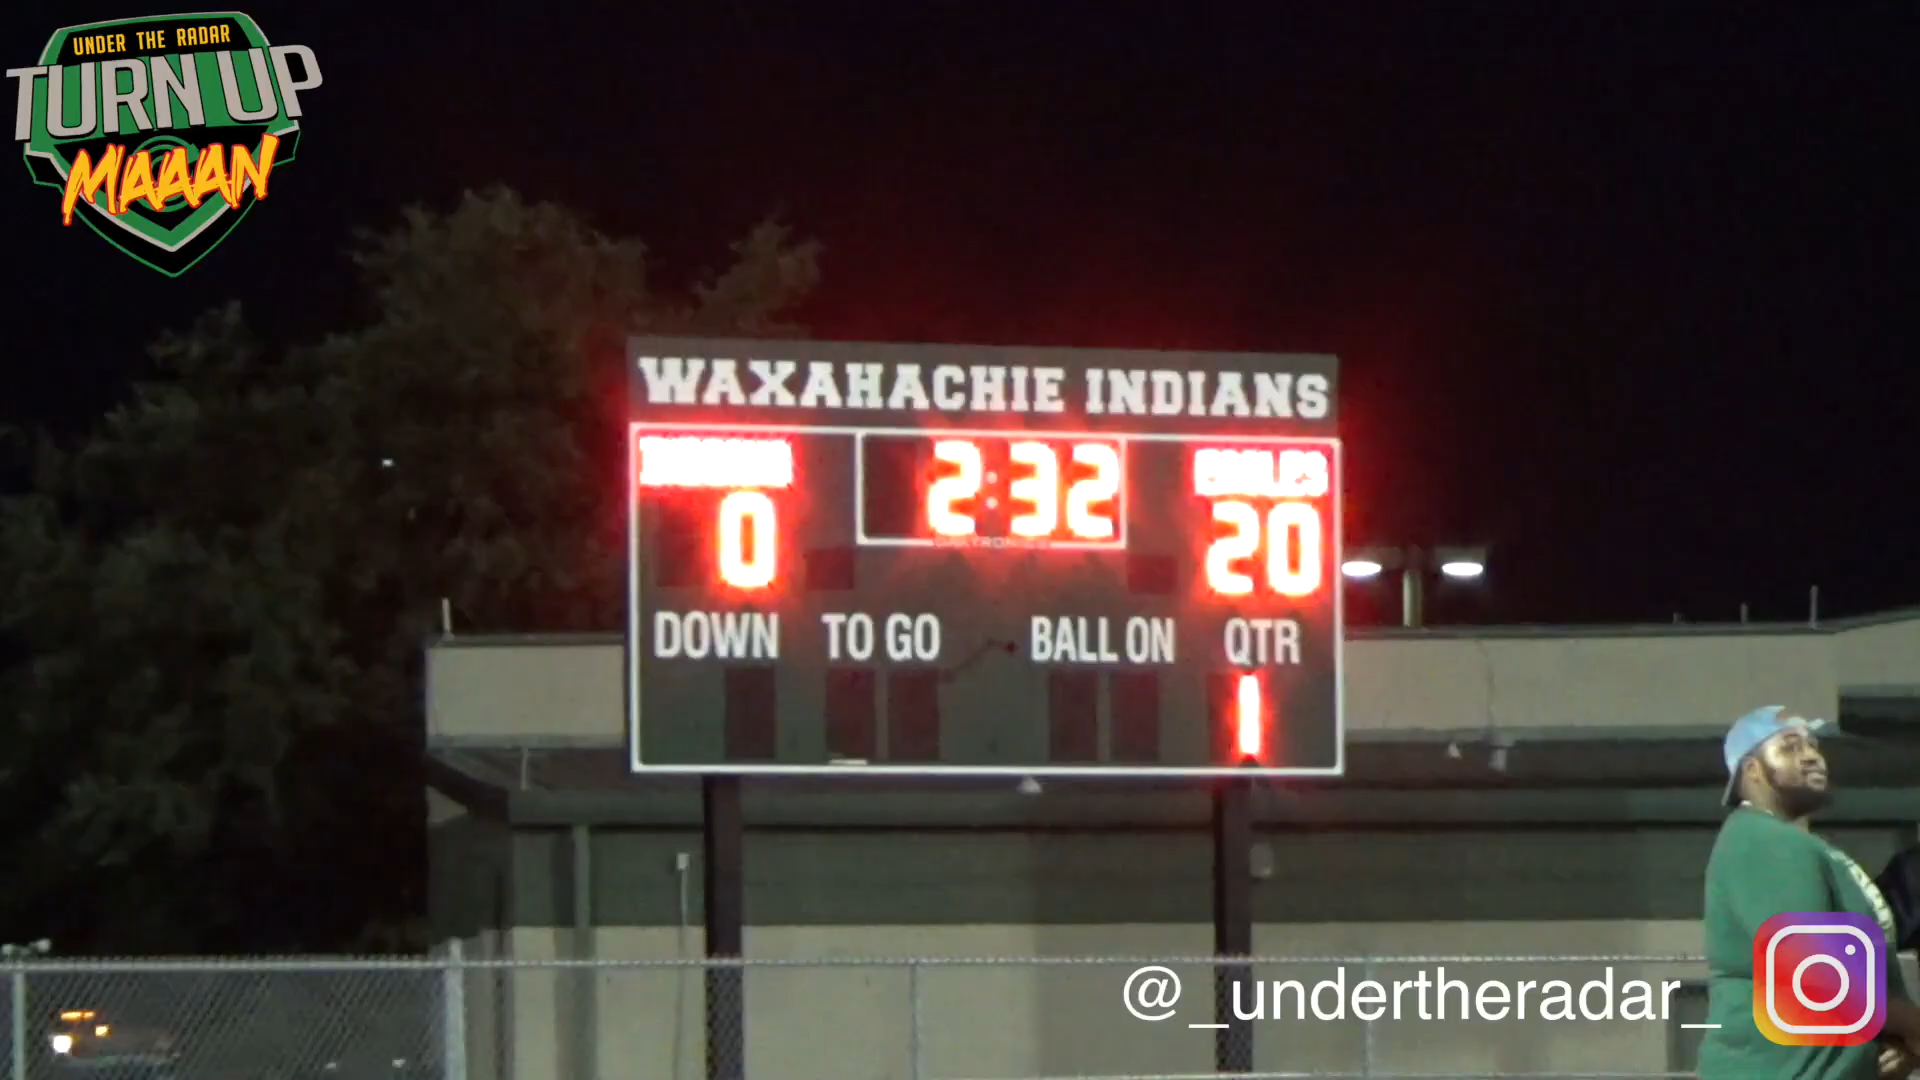 UNDER THE RADAR
TURN UP
MAAAN
WAXAHACHIE INDIANS
2:32
EAGLES
0
20
DOWN TO GO BALL ON QTR
1
@_undertheradar_